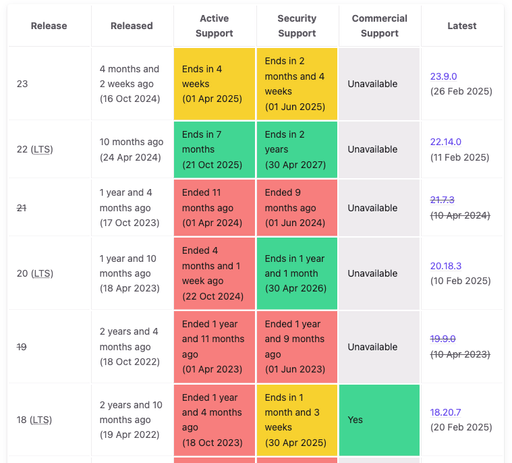 Release
Released
Active
Support
Security
Support
Commercial
Support
Latest
23
4 months and
2 weeks ago
(16 Oct 2024)
Ends in 4
weeks
(01 Apr 2025)
Ends in 2
months and 4
weeks
(01 Jun 2025)
Unavailable
23.9.0
(26 Feb 2025)
22 (LTS)
10 months ago
(24 Apr 2024)
Ends in 7
months
(21 Oct 2025)
Ends in 2
years
(30 Apr 2027)
Unavailable
22.14.0
(11 Feb 2025)
21
1 year and 4
months ago
(17 Oct 2023)
Ended 11
months ago
(01 Apr 2024)
Ended 9
months ago
(01 Jun 2024)
Unavailable
21.7.3
(10 Apr 2024)
20 (LTS)
1 year and 10
months ago
(18 Apr 2023)
Ended 4
months and 1
week ago
(22 Oct 2024)
Ends in 1 year
and 1 month
(30 Apr 2026)
Unavailable
20.18.3
(10 Feb 2025)
19
2 years and 4
months ago
(18 Oct 2022)
Ended 1 year
and 11 months
ago
(01 Apr 2023)
Ended 1 year
and 9 months
ago
(01 Jun 2023)
Unavailable
19.9.0
(10 Apr 2023)
18 (LTS)
2 years and 10
months ago
(19 Apr 2022)
Ended 1 year
and 4 months
ago
(18 Oct 2023)
Ends in 1
month and 3
weeks
(30 Apr 2025)
Yes
18.20.7
(20 Feb 2025)